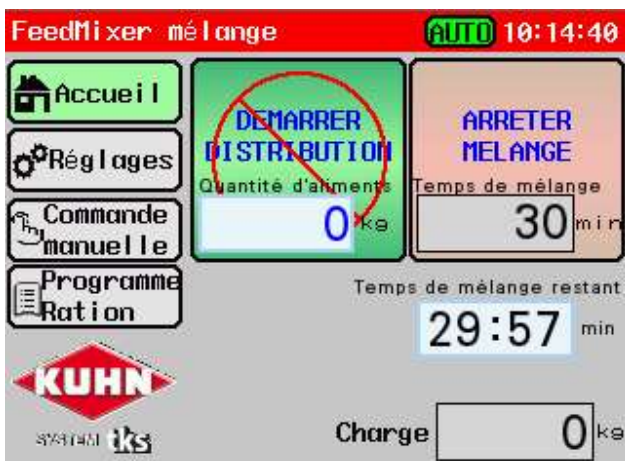 FeedMixer mélange
AUTO 10:14:40
Accueil
Réglages
Commande
manuelle
Programme
Ration
DEMARRER
DISTRIBUTION
Quantité d'aliments
0 kg
ARRETER
MELANGE
Temps de mélange
30 min
Temps de mélange restant
29:57 min
KUHN
SYSTEM tks
Charge 0 kg